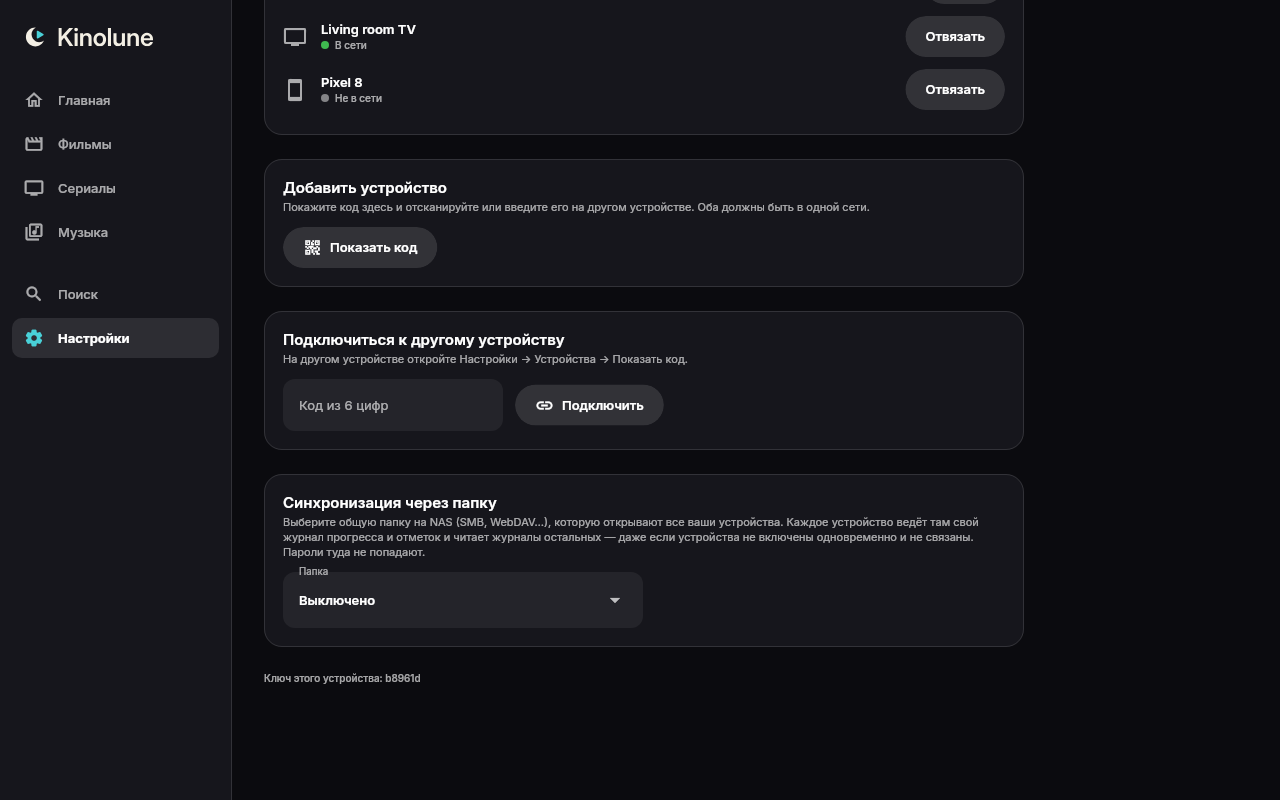 Kinolune
Главная
Фильмы
Сериалы
Музыка
Поиск
Настройки
Living room TV
В сети
Отвязать
Pixel 8
Не в сети
Отвязать
Добавить устройство
Покажите код здесь и отсканируйте или введите его на другом устройстве. Оба должны быть в одной сети.
Показать код
Подключиться к другому устройству
На другом устройстве откройте Настройки → Устройства → Показать код.
Код из 6 цифр
Подключить
Синхронизация через папку
Выберите общую папку на NAS (SMB, WebDAV…), которую открывают все ваши устройства. Каждое устройство ведёт там свой
журнал прогресса и отметок и читает журналы остальных — даже если устройства не включены одновременно и не связаны.
Пароли туда не попадают.
Папка
Выключено
Ключ этого устройства: b8961d